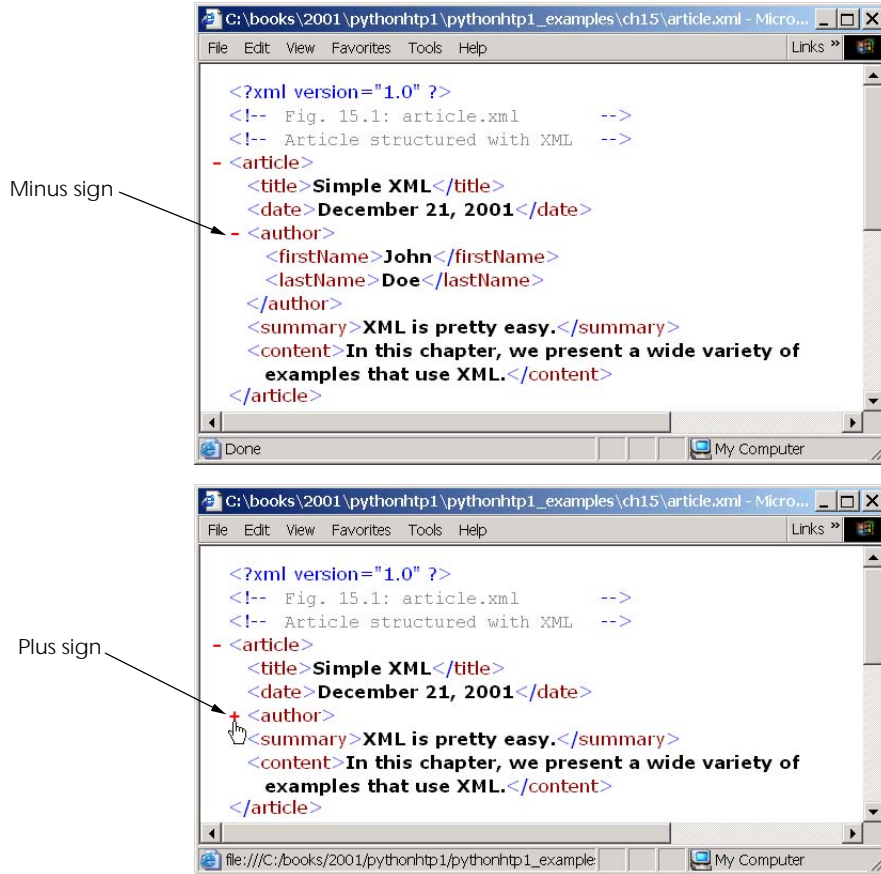 C:\books\2001\pythonhtp1\pythonhtp1_examples\ch15\article.xml - Micro...
File Edit View Favorites Tools Help Links »
<?xml version="1.0" ?>
<!-- Fig. 15.1: article.xml -->
<!-- Article structured with XML -->
- <article>
<title>Simple XML</title>
<date>December 21, 2001</date>
Minus sign
- <author>
<firstName>John</firstName>
<lastName>Doe</lastName>
</author>
<summary>XML is pretty easy.</summary>
<content>In this chapter, we present a wide variety of
examples that use XML.</content>
</article>
Done My Computer
C:\books\2001\pythonhtp1\pythonhtp1_examples\ch15\article.xml - Micro...
File Edit View Favorites Tools Help Links »
<?xml version="1.0" ?>
<!-- Fig. 15.1: article.xml -->
<!-- Article structured with XML -->
- <article>
Plus sign
<title>Simple XML</title>
<date>December 21, 2001</date>
+ <author>
<summary>XML is pretty easy.</summary>
<content>In this chapter, we present a wide variety of
examples that use XML.</content>
</article>
file:///C:/books/2001/pythonhtp1/pythonhtp1_example: My Computer